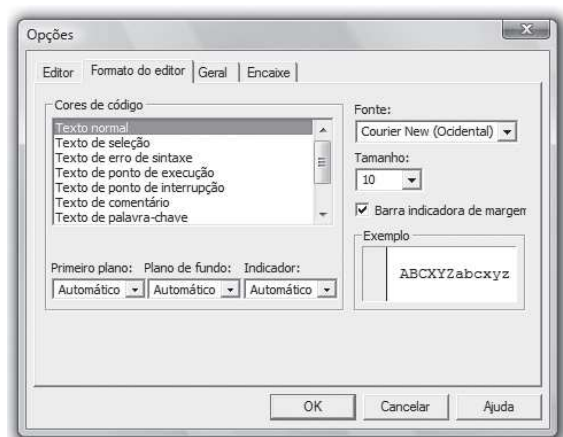 Opções
Editor Formato do editor Geral Encaixe
Cores de código
Texto normal
Texto de seleção
Texto de erro de sintaxe
Texto de ponto de execução
Texto de ponto de interrupção
Texto de comentário
Texto de palavra-chave
Primeiro plano: Plano de fundo: Indicador:
Automático Automático Automático
Fonte:
Courier New (Ocidental)
Tamanho:
10
Barra indicadora de margem
Exemplo
ABCXYZabcxyz
OK Cancelar Ajuda